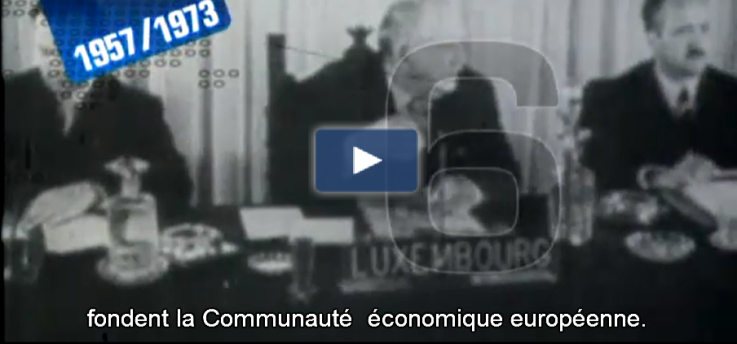 1957/1973
6
LUXEMBOURG
fondent la Communauté économique européenne.